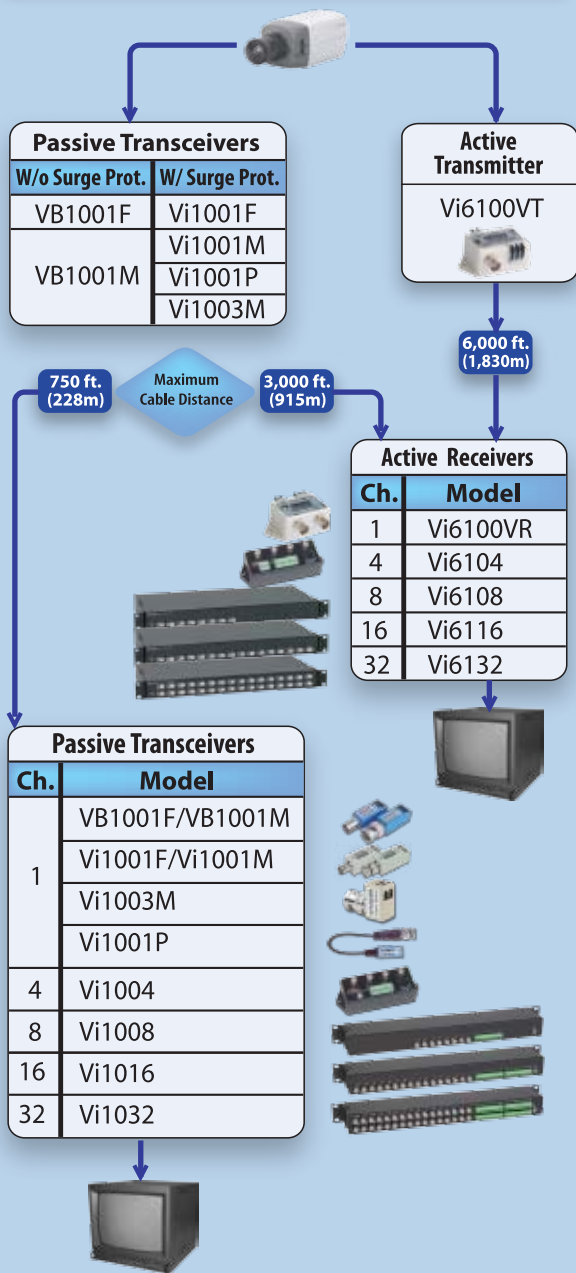 Passive Transceivers
W/o Surge Prot. W/ Surge Prot.
VB1001F Vi1001F
VB1001M Vi1001M
Vi1001P
Vi1003M
Active
Transmitter
Vi6100VT
6,000 ft.
(1,830m)
750 ft.
(228m)
Maximum
Cable Distance
3,000 ft.
(915m)
Active Receivers
Ch. Model
1 Vi6100VR
4 Vi6104
8 Vi6108
16 Vi6116
32 Vi6132
Passive Transceivers
Ch. Model
1 VB1001F/VB1001M
Vi1001F/Vi1001M
Vi1003M
Vi1001P
4 Vi1004
8 Vi1008
16 Vi1016
32 Vi1032